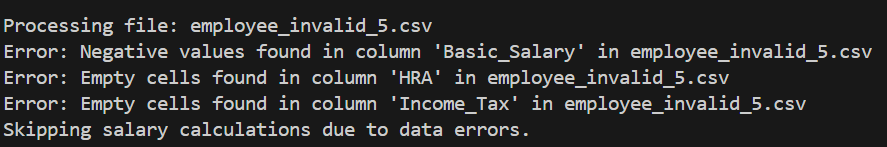 Processing file: employee_invalid_5.csv
Error: Negative values found in column 'Basic_Salary' in employee_invalid_5.csv
Error: Empty cells found in column 'HRA' in employee_invalid_5.csv
Error: Empty cells found in column 'Income_Tax' in employee_invalid_5.csv
Skipping salary calculations due to data errors.